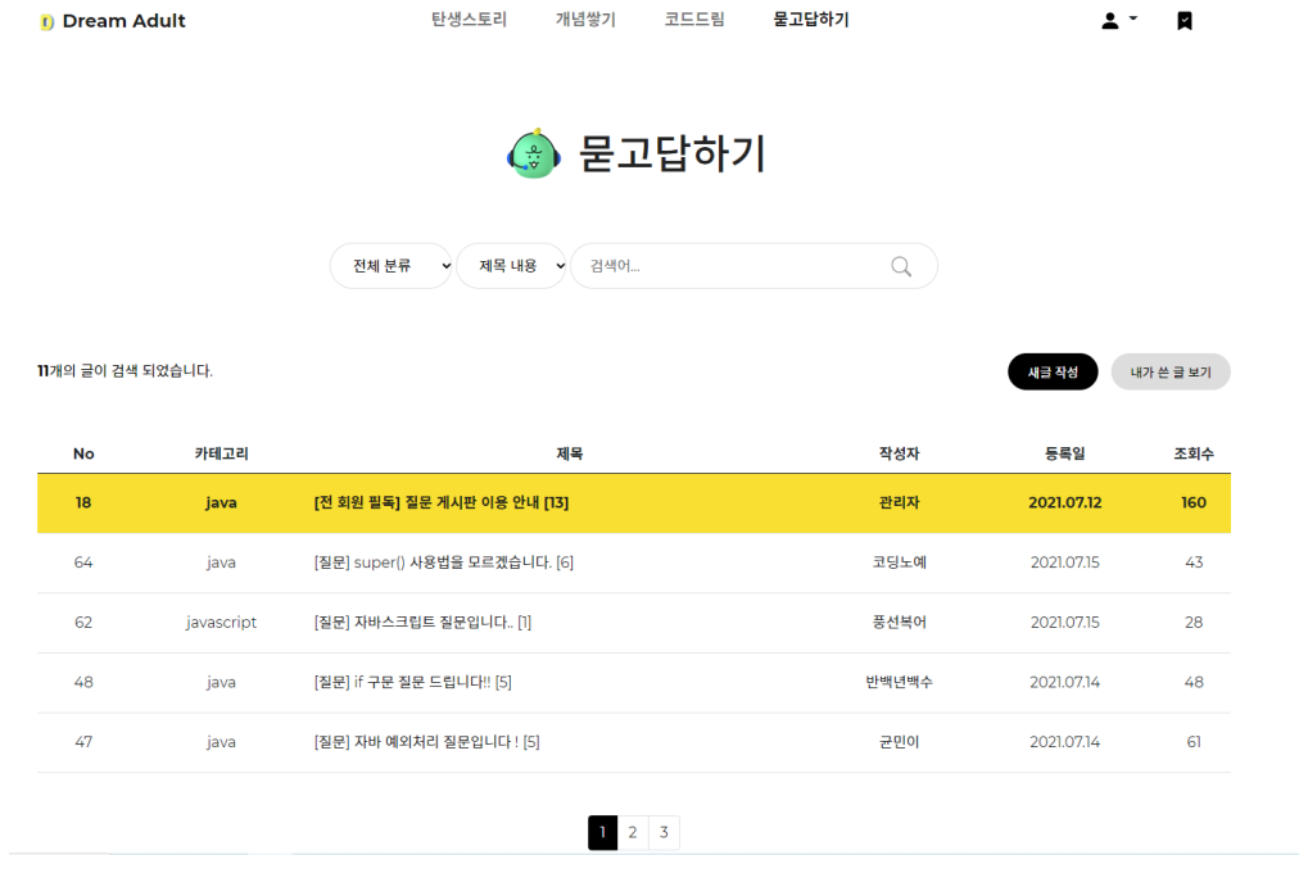 Dream Adult 탄생스토리 개념쌓기 코드드림 묻고답하기
묻고답하기
전체 분류 제목 내용 검색어...
11개의 글이 검색 되었습니다. 새글 작성 내가 쓴 글 보기
No 카테고리 제목 작성자 등록일 조회수
18 java [전 회원 필독] 질문 게시판 이용 안내 [13] 관리자 2021.07.12 160
64 java [질문] super() 사용법을 모르겠습니다. [6] 코딩노예 2021.07.15 43
62 javascript [질문] 자바스크립트 질문입니다.. [1] 풍선복어 2021.07.15 28
48 java [질문] if 구문 질문 드립니다!! [5] 반백년백수 2021.07.14 48
47 java [질문] 자바 예외처리 질문입니다 ! [5] 균민이 2021.07.14 61
1 2 3